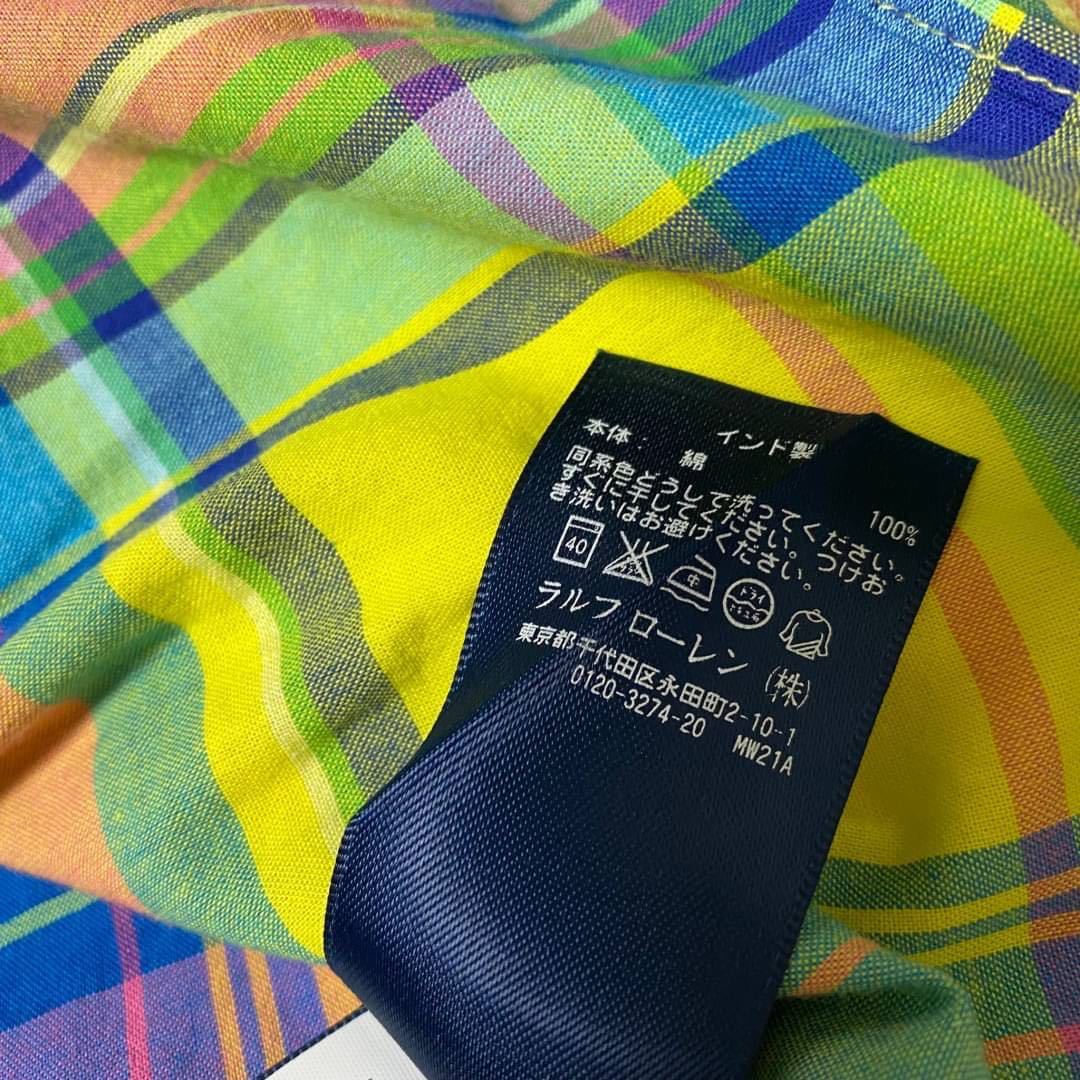 インド製
本体： 綿 100%
同系色どうしで洗ってください。
すぐに干してください。つけお
き洗いはお避けください。
40 中 ドライ
ラルフ ローレン (株)
東京都千代田区永田町2-10-1
0120-3274-20 MW21A